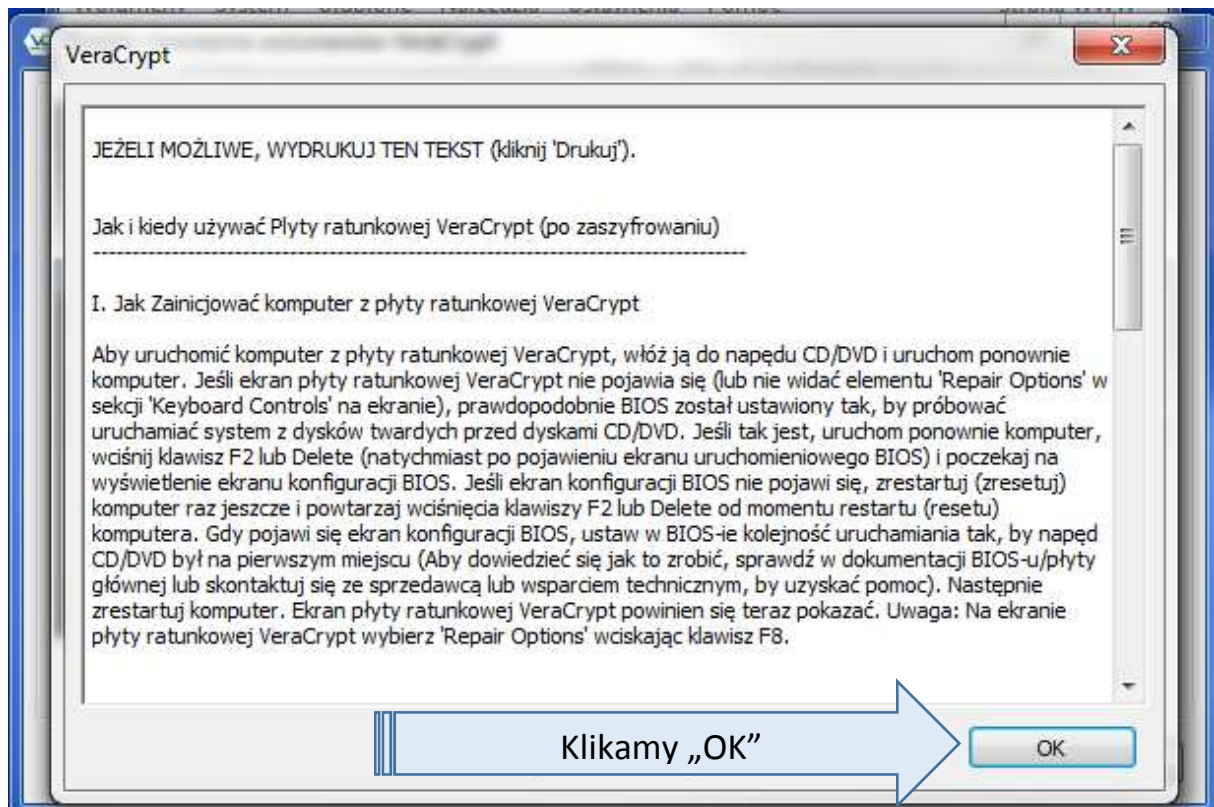 VeraCrypt
JEŻELI MOŻLIWE, WYDRUKUJ TEN TEKST (kliknij 'Drukuj').
Jak i kiedy używać Plyty ratunkowej VeraCrypt (po zaszyfrowaniu)
-----------------------------------------------------------------------------------
I. Jak Zainicjować komputer z płyty ratunkowej VeraCrypt
Aby uruchomić komputer z płyty ratunkowej VeraCrypt, włóż ją do napędu CD/DVD i uruchom ponownie
komputer. Jeśli ekran płyty ratunkowej VeraCrypt nie pojawia się (lub nie widać elementu 'Repair Options' w
sekcji 'Keyboard Controls' na ekranie), prawdopodobnie BIOS został ustawiony tak, by próbować
uruchamiać system z dysków twardych przed dyskami CD/DVD. Jeśli tak jest, uruchom ponownie komputer,
wciśnij klawisz F2 lub Delete (natychmiast po pojawieniu ekranu uruchomieniowego BIOS) i poczekaj na
wyświetlenie ekranu konfiguracji BIOS. Jeśli ekran konfiguracji BIOS nie pojawi się, zrestartuj (zresetuj)
komputer raz jeszcze i powtarzaj wciśnięcia klawiszy F2 lub Delete od momentu restartu (resetu)
komputera. Gdy pojawi się ekran konfiguracji BIOS, ustaw w BIOS-ie kolejność uruchamiania tak, by napęd
CD/DVD był na pierwszym miejscu (Aby dowiedzieć się jak to zrobić, sprawdź w dokumentacji BIOS-u/płyty
głównej lub skontaktuj się ze sprzedawcą lub wsparciem technicznym, by uzyskać pomoc). Następnie
zrestartuj komputer. Ekran płyty ratunkowej VeraCrypt powinien się teraz pokazać. Uwaga: Na ekranie
płyty ratunkowej VeraCrypt wybierz 'Repair Options' wciskając klawisz F8.
Klikamy „OK”
OK